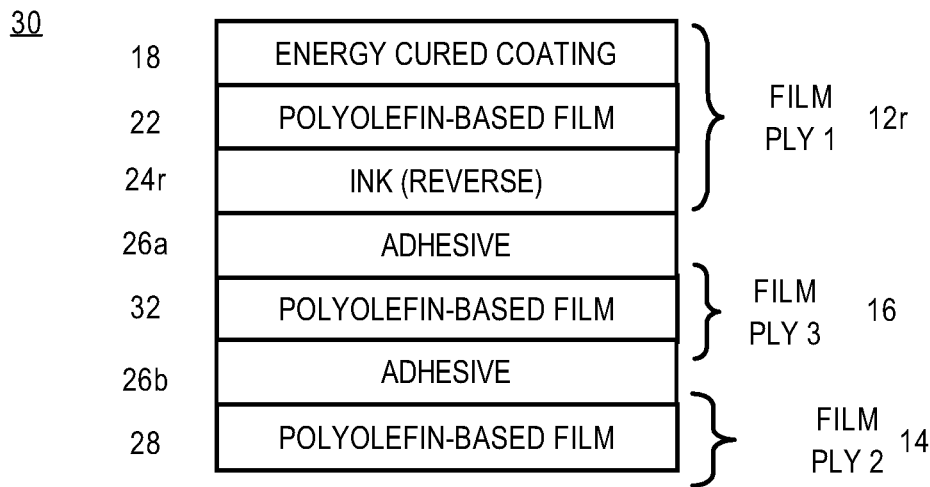 30
18 ENERGY CURED COATING
22 POLYOLEFIN-BASED FILM
24r INK (REVERSE)
26a ADHESIVE
32 POLYOLEFIN-BASED FILM
26b ADHESIVE
28 POLYOLEFIN-BASED FILM
FILM
PLY 1 12r
FILM
PLY 3 16
FILM
PLY 2 14